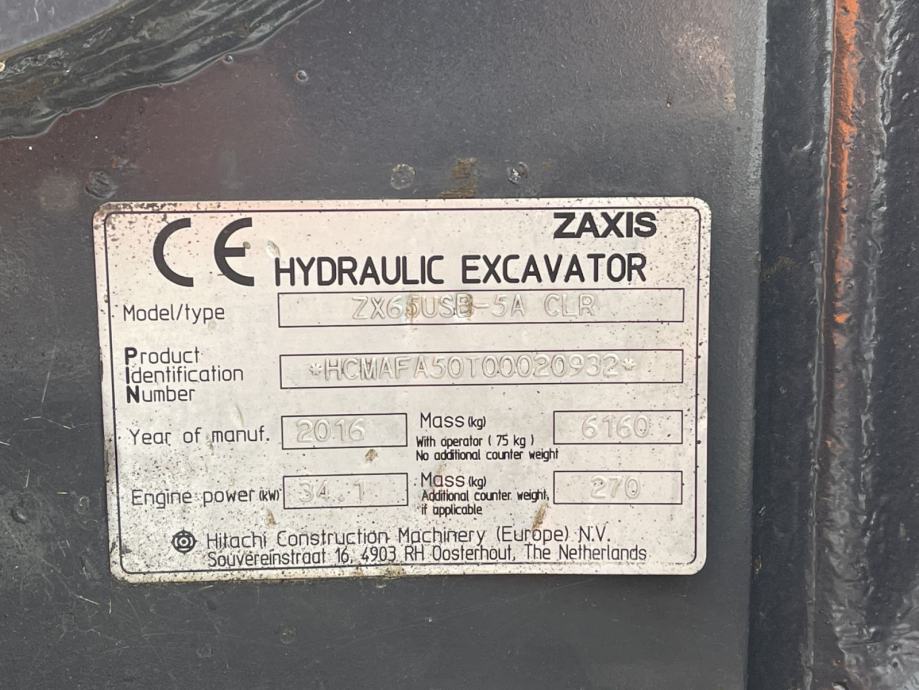 CE ZAXIS
HYDRAULIC EXCAVATOR
Model/type ZX65USB-5A CLR
Product
Identification *HCMAFA50T00020932*
Number
Year of manuf. 2016 Mass (kg) 6160
With operator ( 75 kg )
No additional counter weight
Engine power (kW) 34.1 Mass (kg) 270
Additional counter weight,
if applicable
Hitachi Construction Machinery (Europe) N.V.
Souvereinstraat 16, 4903 RH Oosterhout, The Netherlands